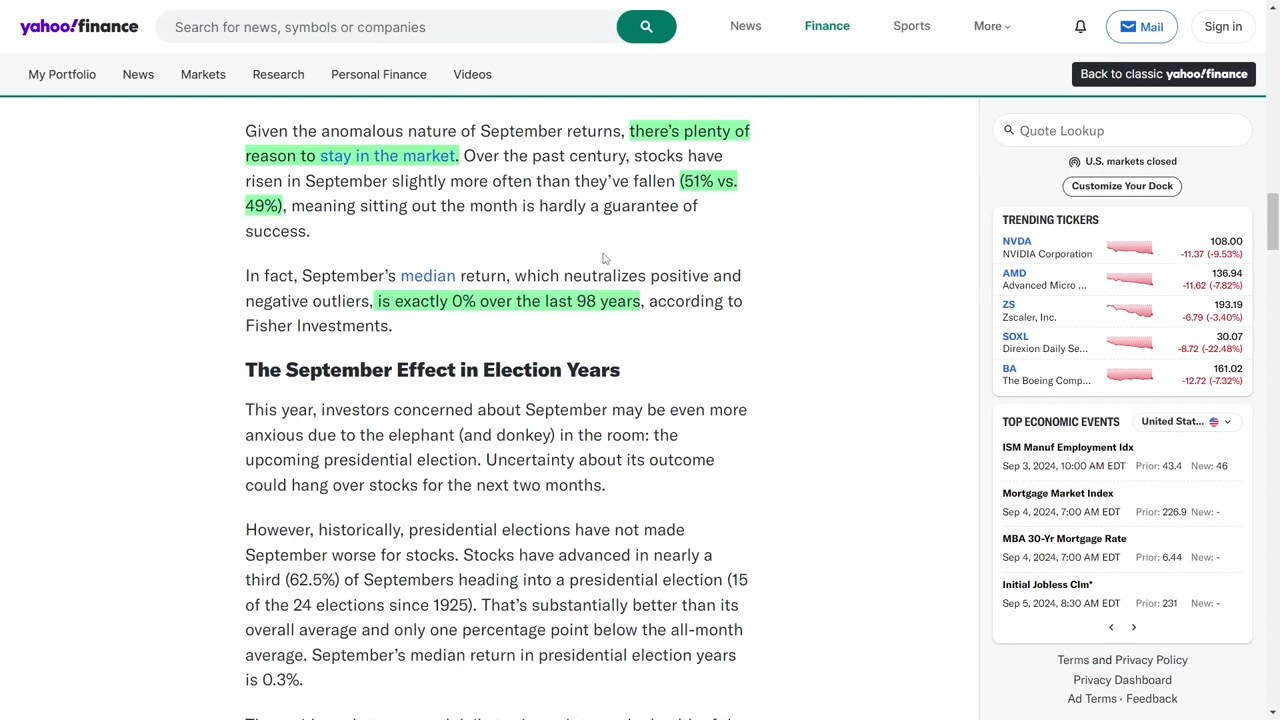 yahoo!finance
Search for news, symbols or companies
News
Finance
Sports
More
Mail
Sign in
My Portfolio
News
Markets
Research
Personal Finance
Videos
Back to classic yahoo!finance
Given the anomalous nature of September returns, there's plenty of
reason to stay in the market. Over the past century, stocks have
risen in September slightly more often than they've fallen (51% vs.
49%), meaning sitting out the month is hardly a guarantee of
success.
In fact, September's median return, which neutralizes positive and
negative outliers, is exactly 0% over the last 98 years, according to
Fisher Investments.
The September Effect in Election Years
This year, investors concerned about September may be even more
anxious due to the elephant (and donkey) in the room: the
upcoming presidential election. Uncertainty about its outcome
could hang over stocks for the next two months.
However, historically, presidential elections have not made
September worse for stocks. Stocks have advanced in nearly a
third (62.5%) of Septembers heading into a presidential election (15
of the 24 elections since 1925). That's substantially better than its
overall average and only one percentage point below the all-month
average. September's median return in presidential election years
is 0.3%.
Quote Lookup
U.S. markets closed
Customize Your Dock
TRENDING TICKERS
NVDA 108.00
NVIDIA Corporation -11.37 (-9.53%)
AMD 136.94
Advanced Micro ... -11.62 (-7.82%)
ZS 193.19
Zscaler, Inc. -6.79 (-3.40%)
SOXL 30.07
Direxion Daily Se... -8.72 (-22.48%)
BA 161.02
The Boeing Comp... -12.72 (-7.32%)
TOP ECONOMIC EVENTS United Stat...
ISM Manuf Employment Idx
Sep 3, 2024, 10:00 AM EDT Prior: 43.4 New: 46
Mortgage Market Index
Sep 4, 2024, 7:00 AM EDT Prior: 226.9 New: -
MBA 30-Yr Mortgage Rate
Sep 4, 2024, 7:00 AM EDT Prior: 6.44 New: -
Initial Jobless Clm*
Sep 5, 2024, 8:30 AM EDT Prior: 231 New: -
Terms and Privacy Policy
Privacy Dashboard
Ad Terms · Feedback